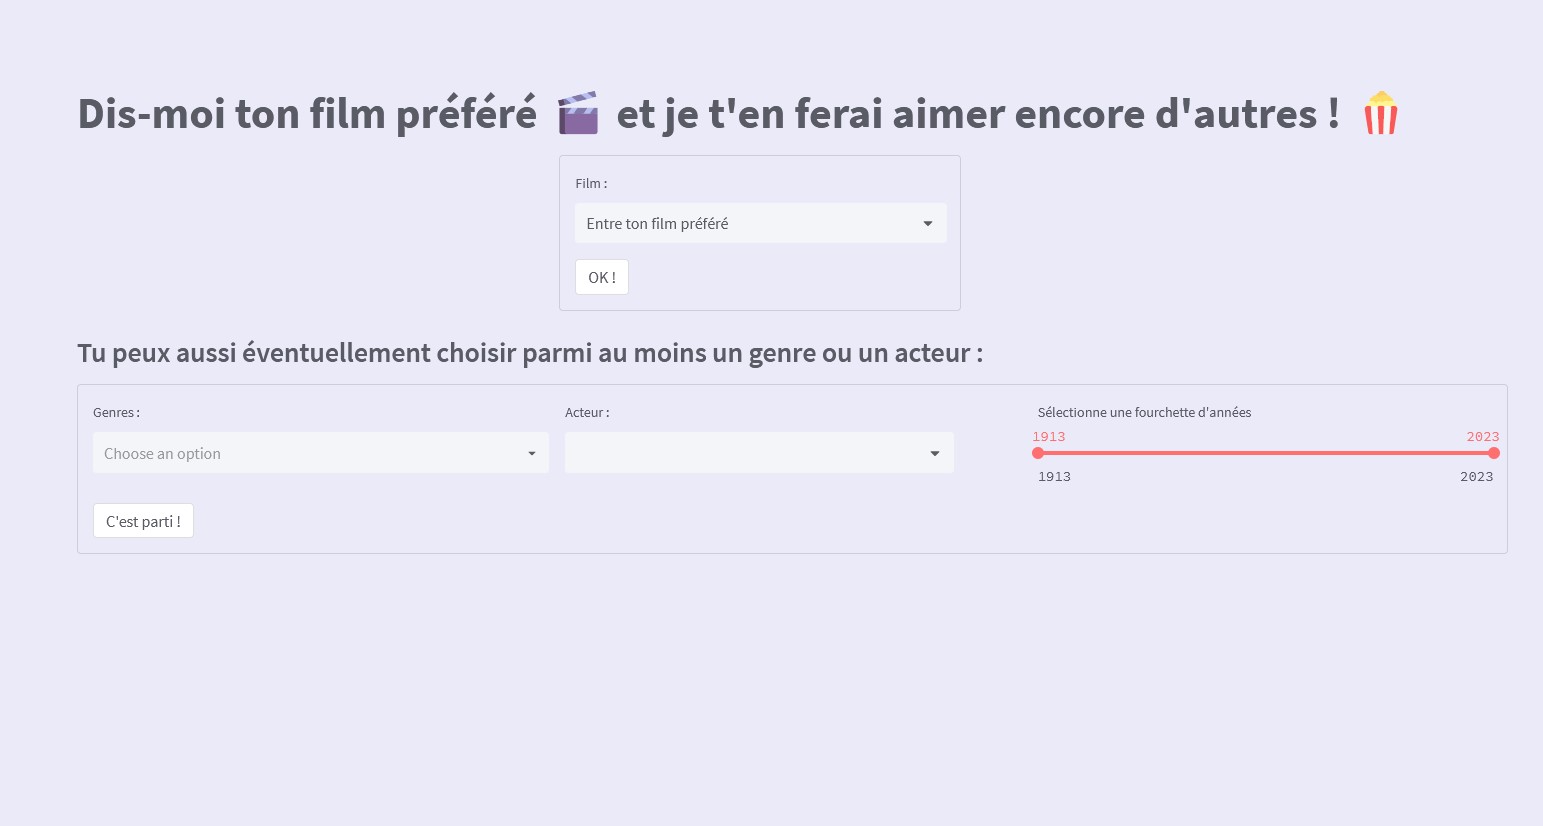 Dis-moi ton film préféré 🎬 et je t'en ferai aimer encore d'autres ! 🍿
Film :
Entre ton film préféré
OK !
Tu peux aussi éventuellement choisir parmi au moins un genre ou un acteur :
Genres :
Choose an option
Acteur :
Sélectionne une fourchette d'années
1913 2023
1913 2023
C'est parti !